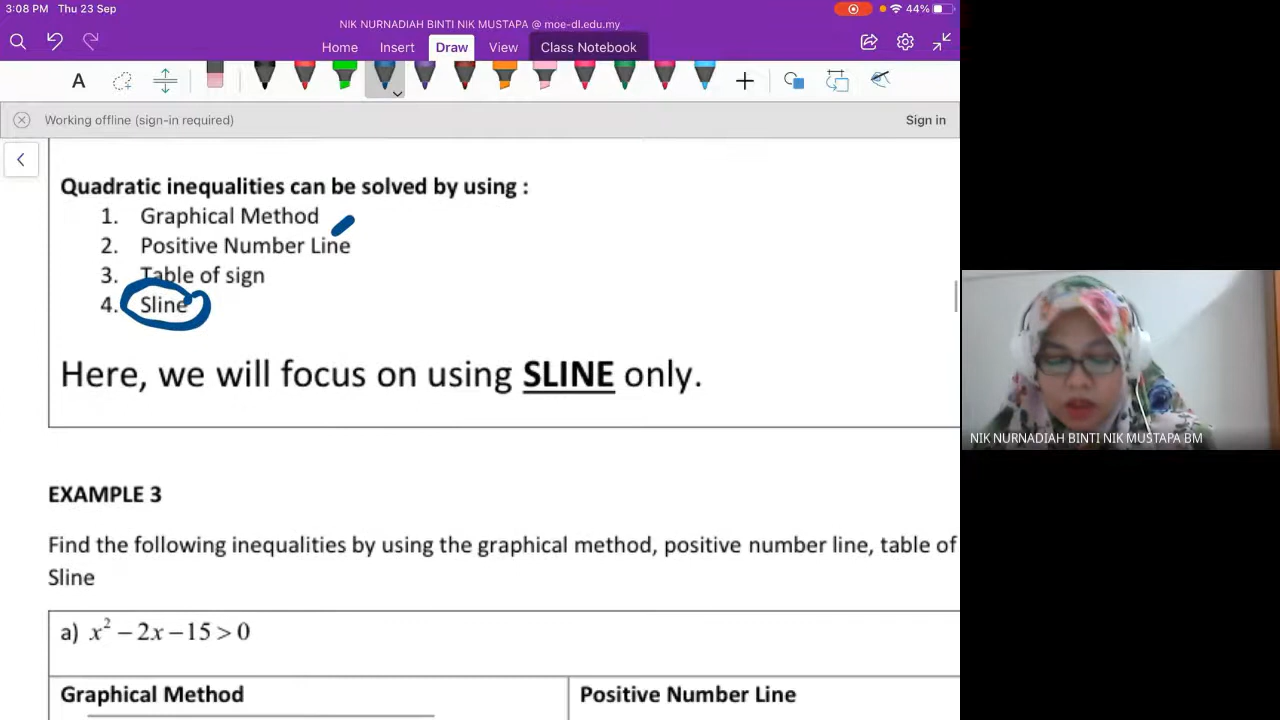 3:08 PM Thu 23 Sep
44%
NIK NURNADIAH BINTI NIK MUSTAPA @ moe-dl.edu.my
Home Insert Draw View Class Notebook
A
Working offline (sign-in required) Sign in
Quadratic inequalities can be solved by using :
1. Graphical Method
2. Positive Number Line
3. Table of sign
4. Sline
Here, we will focus on using SLINE only.
EXAMPLE 3
Find the following inequalities by using the graphical method, positive number line, table of
Sline
a) x² − 2x − 15 > 0
Graphical Method Positive Number Line
NIK NURNADIAH BINTI NIK MUSTAPA BM